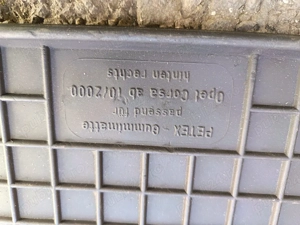 PETEX - Gummimatte
passend für
Opel Corsa ab 10/2000
hinten rechts